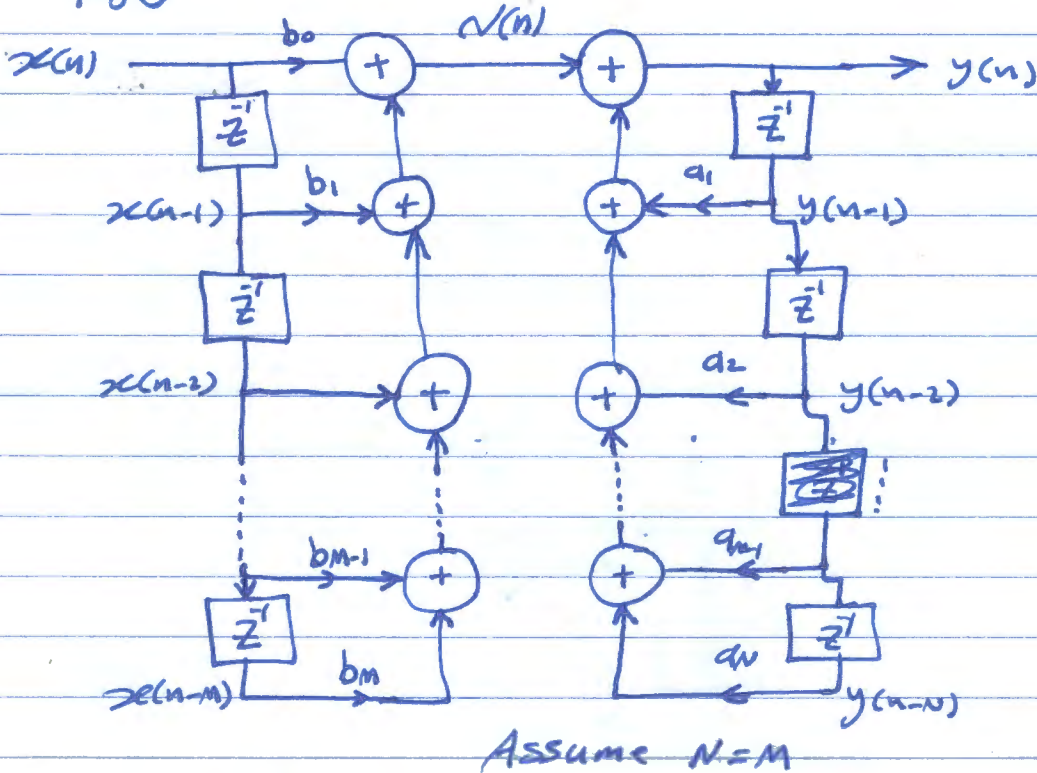 x(n) b₀ v(n) y(n)
z⁻¹ z⁻¹
x(n-1) b₁ a₁ y(n-1)
z⁻¹ z⁻¹
x(n-2) a₂ y(n-2)
bM-1 aN-1
z⁻¹ z⁻¹
x(n-M) bM aN y(n-N)
Assume N=M